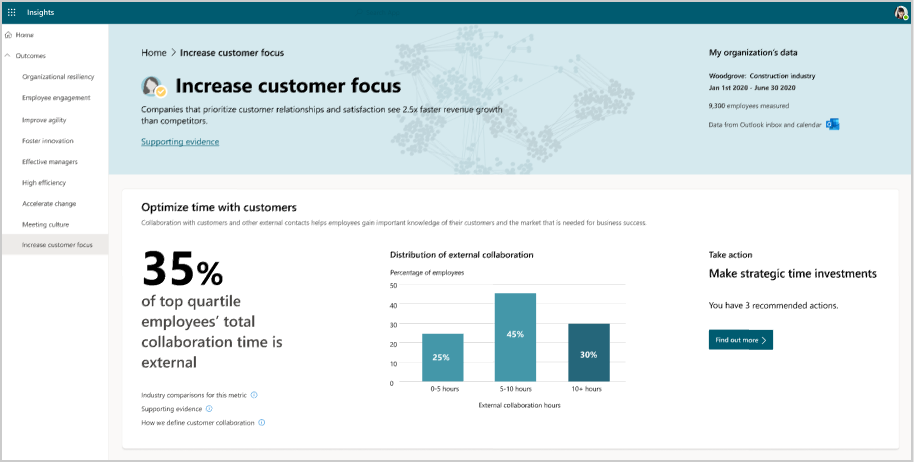 Insights
Home
Outcomes
Organizational resiliency
Employee engagement
Improve agility
Foster innovation
Effective managers
High efficiency
Accelerate change
Meeting culture
Increase customer focus
Home > Increase customer focus
Increase customer focus
Companies that prioritize customer relationships and satisfaction see 2.5x faster revenue growth
than competitors.
Supporting evidence
My organization's data
Woodgrove: Construction industry
Jan 1st 2020 - June 30 2020
9,300 employees measured
Data from Outlook inbox and calendar
Optimize time with customers
Collaboration with customers and other external contacts helps employees gain important knowledge of their customers and the market that is needed for business success.
35%
of top quartile
employees' total
collaboration time is
external
Industry comparisons for this metric
Supporting evidence
How we define customer collaboration
Distribution of external collaboration
Percentage of employees
50
40
30
20
10
0
25%
45%
30%
0-5 hours
5-10 hours
10+ hours
External collaboration hours
Take action
Make strategic time investments
You have 3 recommended actions.
Find out more >